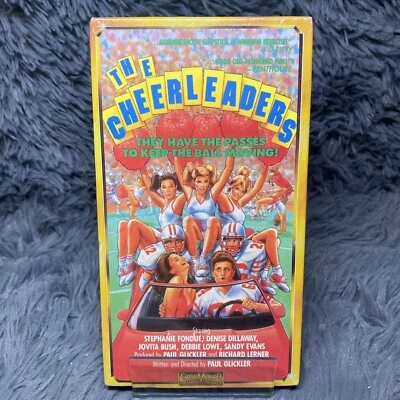 THE
CHEERLEADERS
PENTHOUSE
THEY HAVE THE PASSES
TO KEEP THE BALL MOVING!
Starring
STEPHANIE FONDUE, DENISE DILLAWAY,
JOVITA BUSH, DEBBIE LOWE, SANDY EVANS
Produced by PAUL GLICKLER and RICHARD LERNER
Written and Directed by PAUL GLICKLER